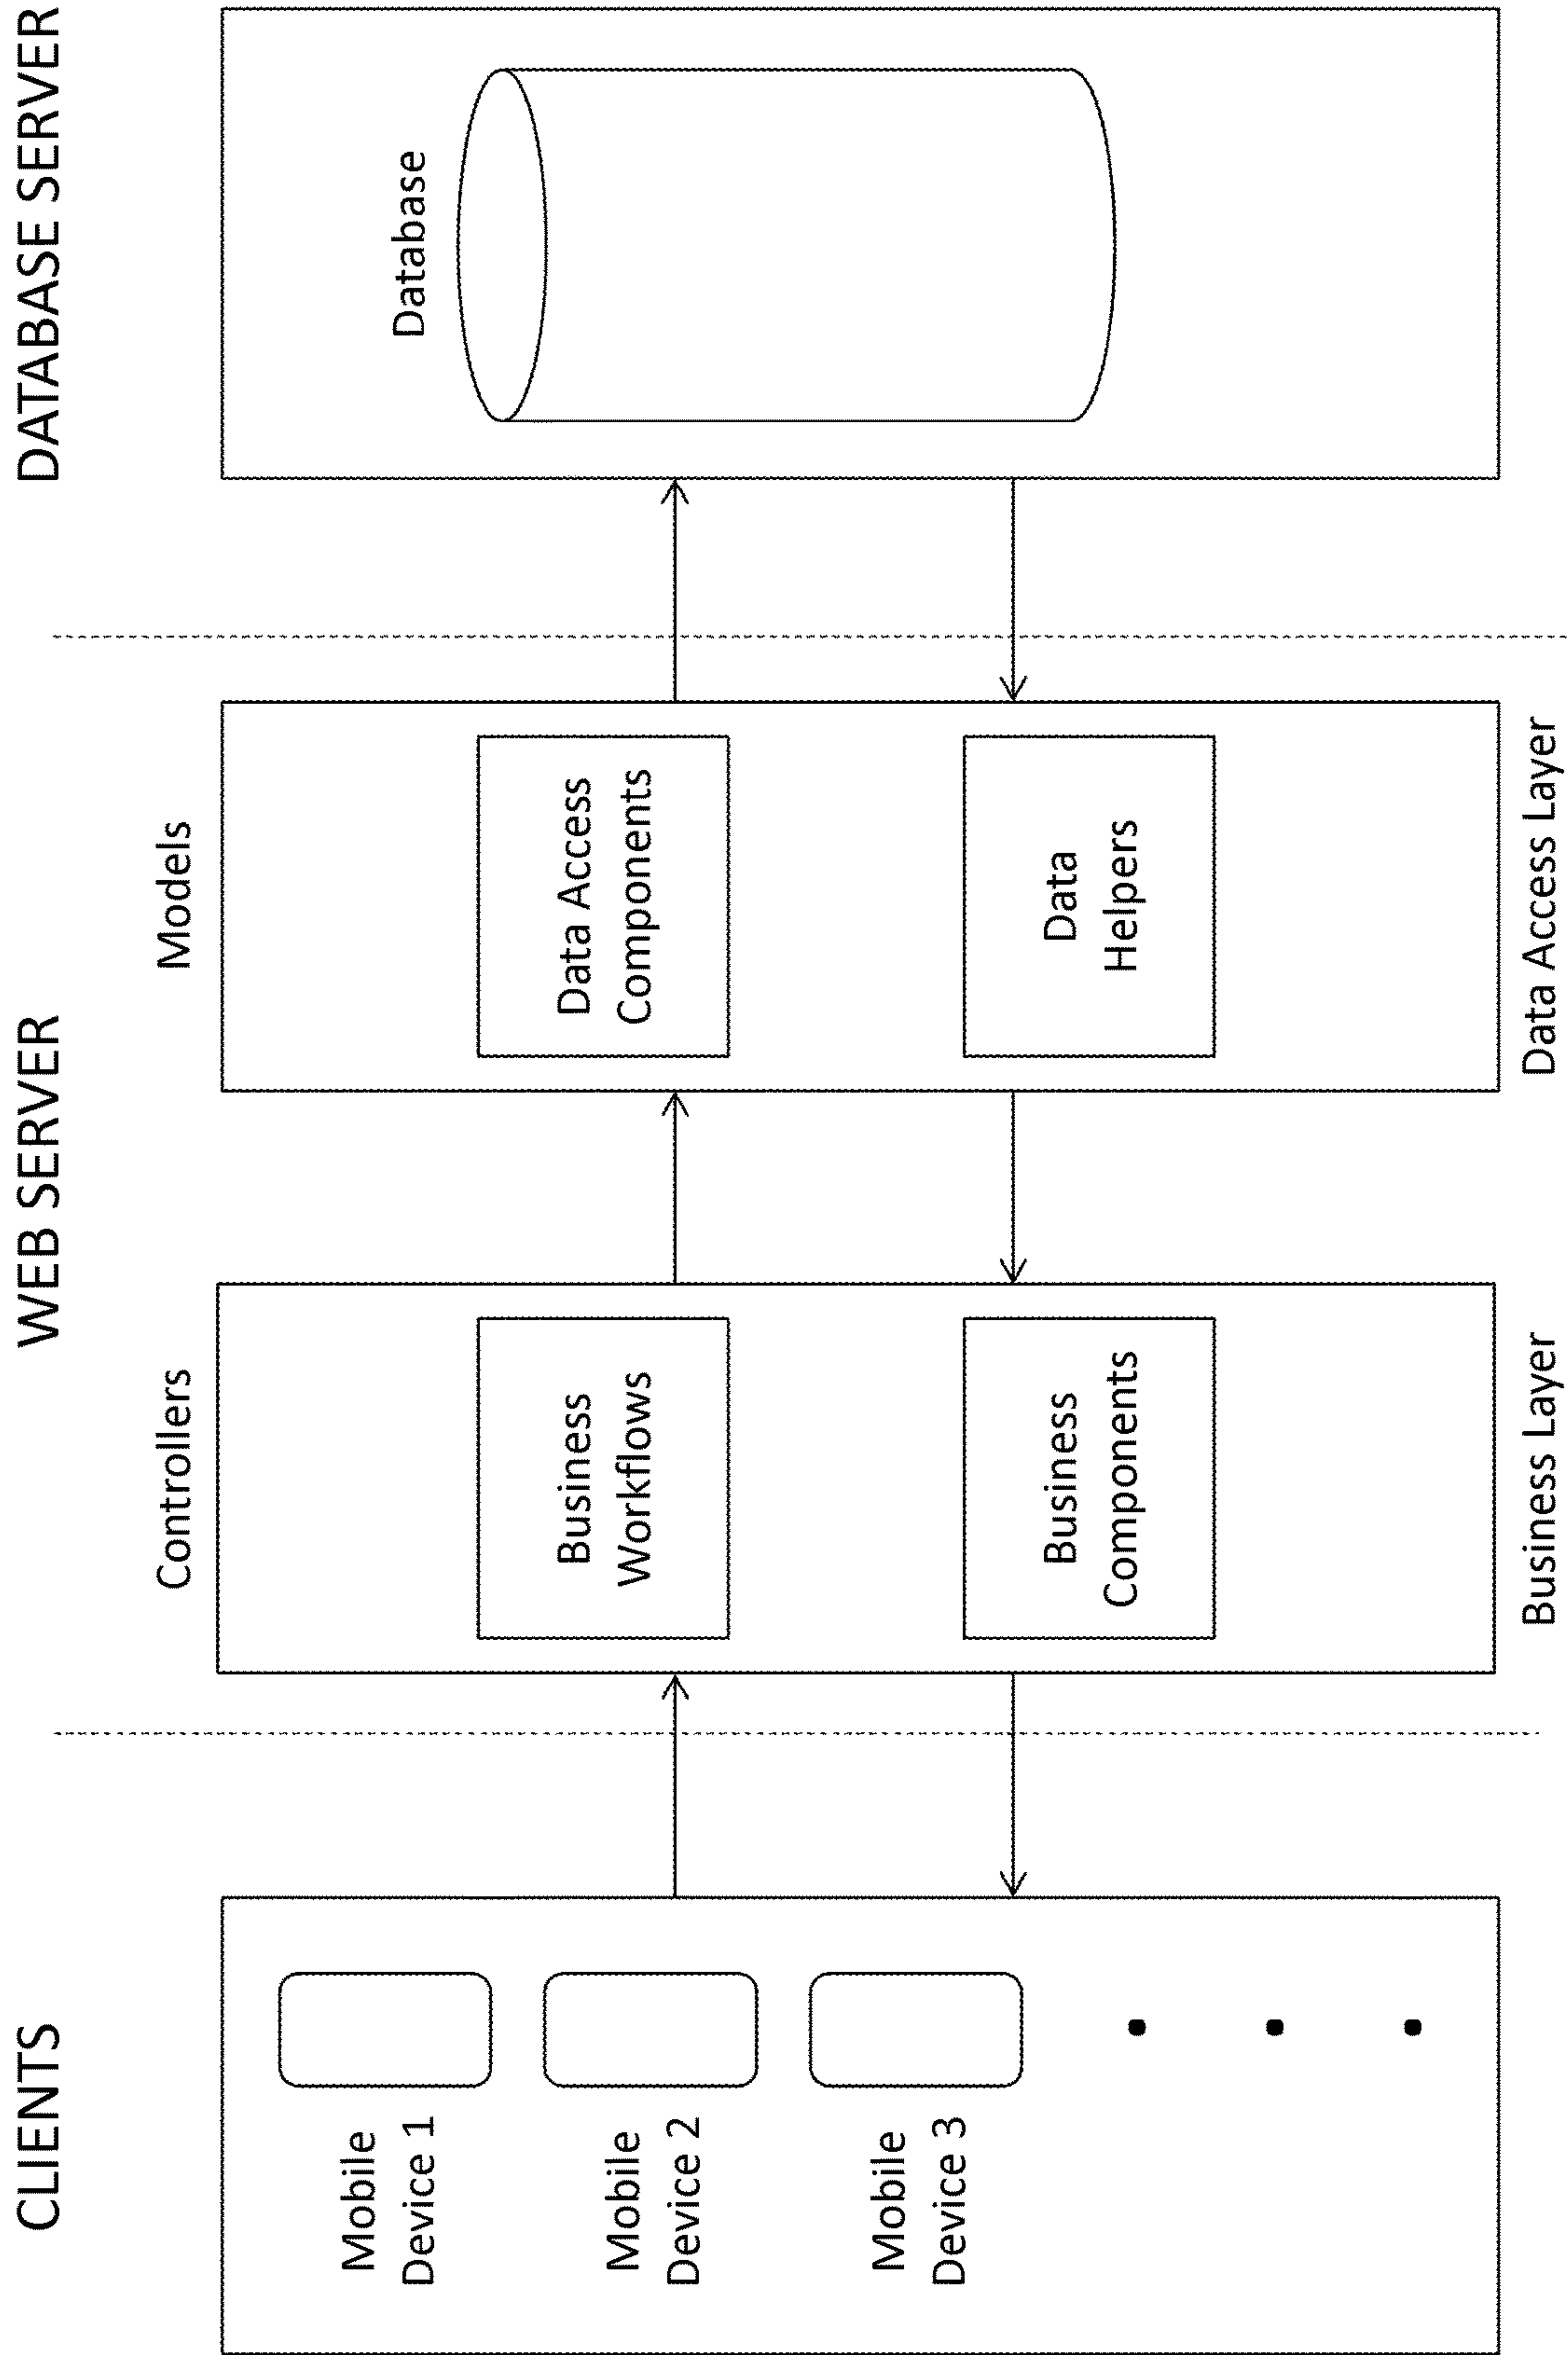 CLIENTS
WEB SERVER
DATABASE SERVER
Mobile
Device 1
Mobile
Device 2
Mobile
Device 3
Controllers
Business
Workflows
Business
Components
Business Layer
Models
Data Access
Components
Data
Helpers
Data Access Layer
Database